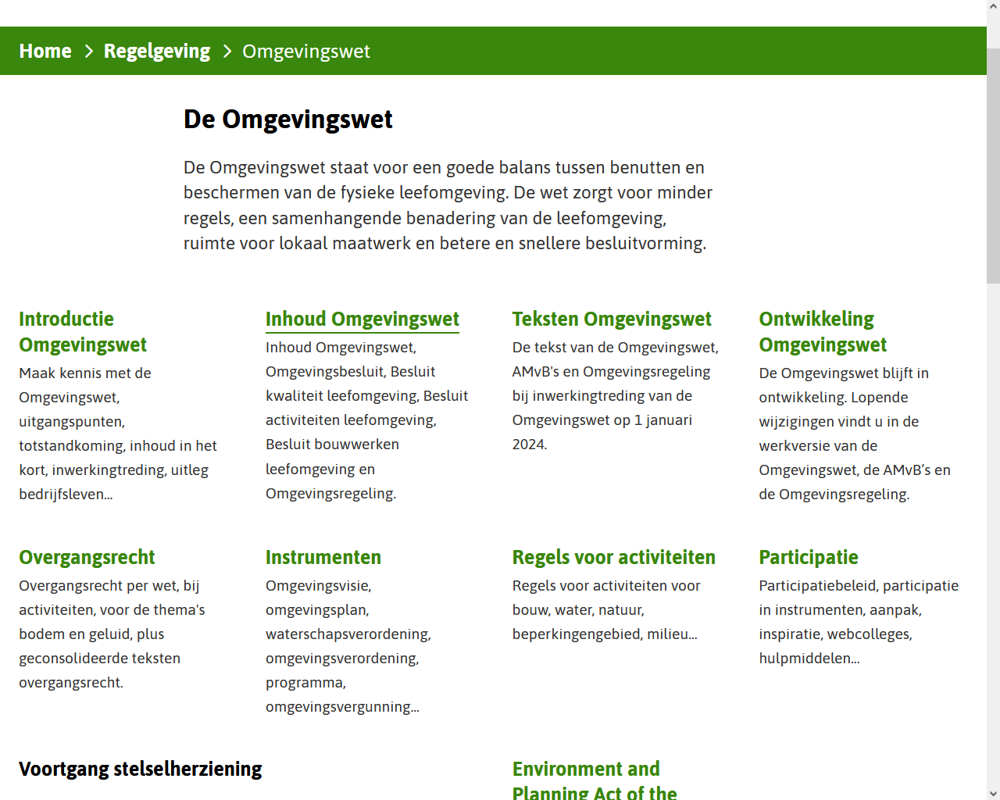 Home > Regelgeving > Omgevingswet
De Omgevingswet
De Omgevingswet staat voor een goede balans tussen benutten en
beschermen van de fysieke leefomgeving. De wet zorgt voor minder
regels, een samenhangende benadering van de leefomgeving,
ruimte voor lokaal maatwerk en betere en snellere besluitvorming.
Introductie
Omgevingswet
Maak kennis met de
Omgevingswet,
uitgangspunten,
totstandkoming, inhoud in het
kort, inwerkingtreding, uitleg
bedrijfsleven...
Inhoud Omgevingswet
Inhoud Omgevingswet,
Omgevingsbesluit, Besluit
kwaliteit leefomgeving, Besluit
activiteiten leefomgeving,
Besluit bouwwerken
leefomgeving en
Omgevingsregeling.
Teksten Omgevingswet
De tekst van de Omgevingswet,
AMvB's en Omgevingsregeling
bij inwerkingtreding van de
Omgevingswet op 1 januari
2024.
Ontwikkeling
Omgevingswet
De Omgevingswet blijft in
ontwikkeling. Lopende
wijzigingen vindt u in de
werkversie van de
Omgevingswet, de AMvB’s en
de Omgevingsregeling.
Overgangsrecht
Overgangsrecht per wet, bij
activiteiten, voor de thema's
bodem en geluid, plus
geconsolideerde teksten
overgangsrecht.
Instrumenten
Omgevingsvisie,
omgevingsplan,
waterschapsverordening,
omgevingsverordening,
programma,
omgevingsvergunning...
Regels voor activiteiten
Regels voor activiteiten voor
bouw, water, natuur,
beperkingengebied, milieu...
Participatie
Participatiebeleid, participatie
in instrumenten, aanpak,
inspiratie, webcolleges,
hulpmiddelen...
Voortgang stelselherziening
Environment and
Planning Act of the